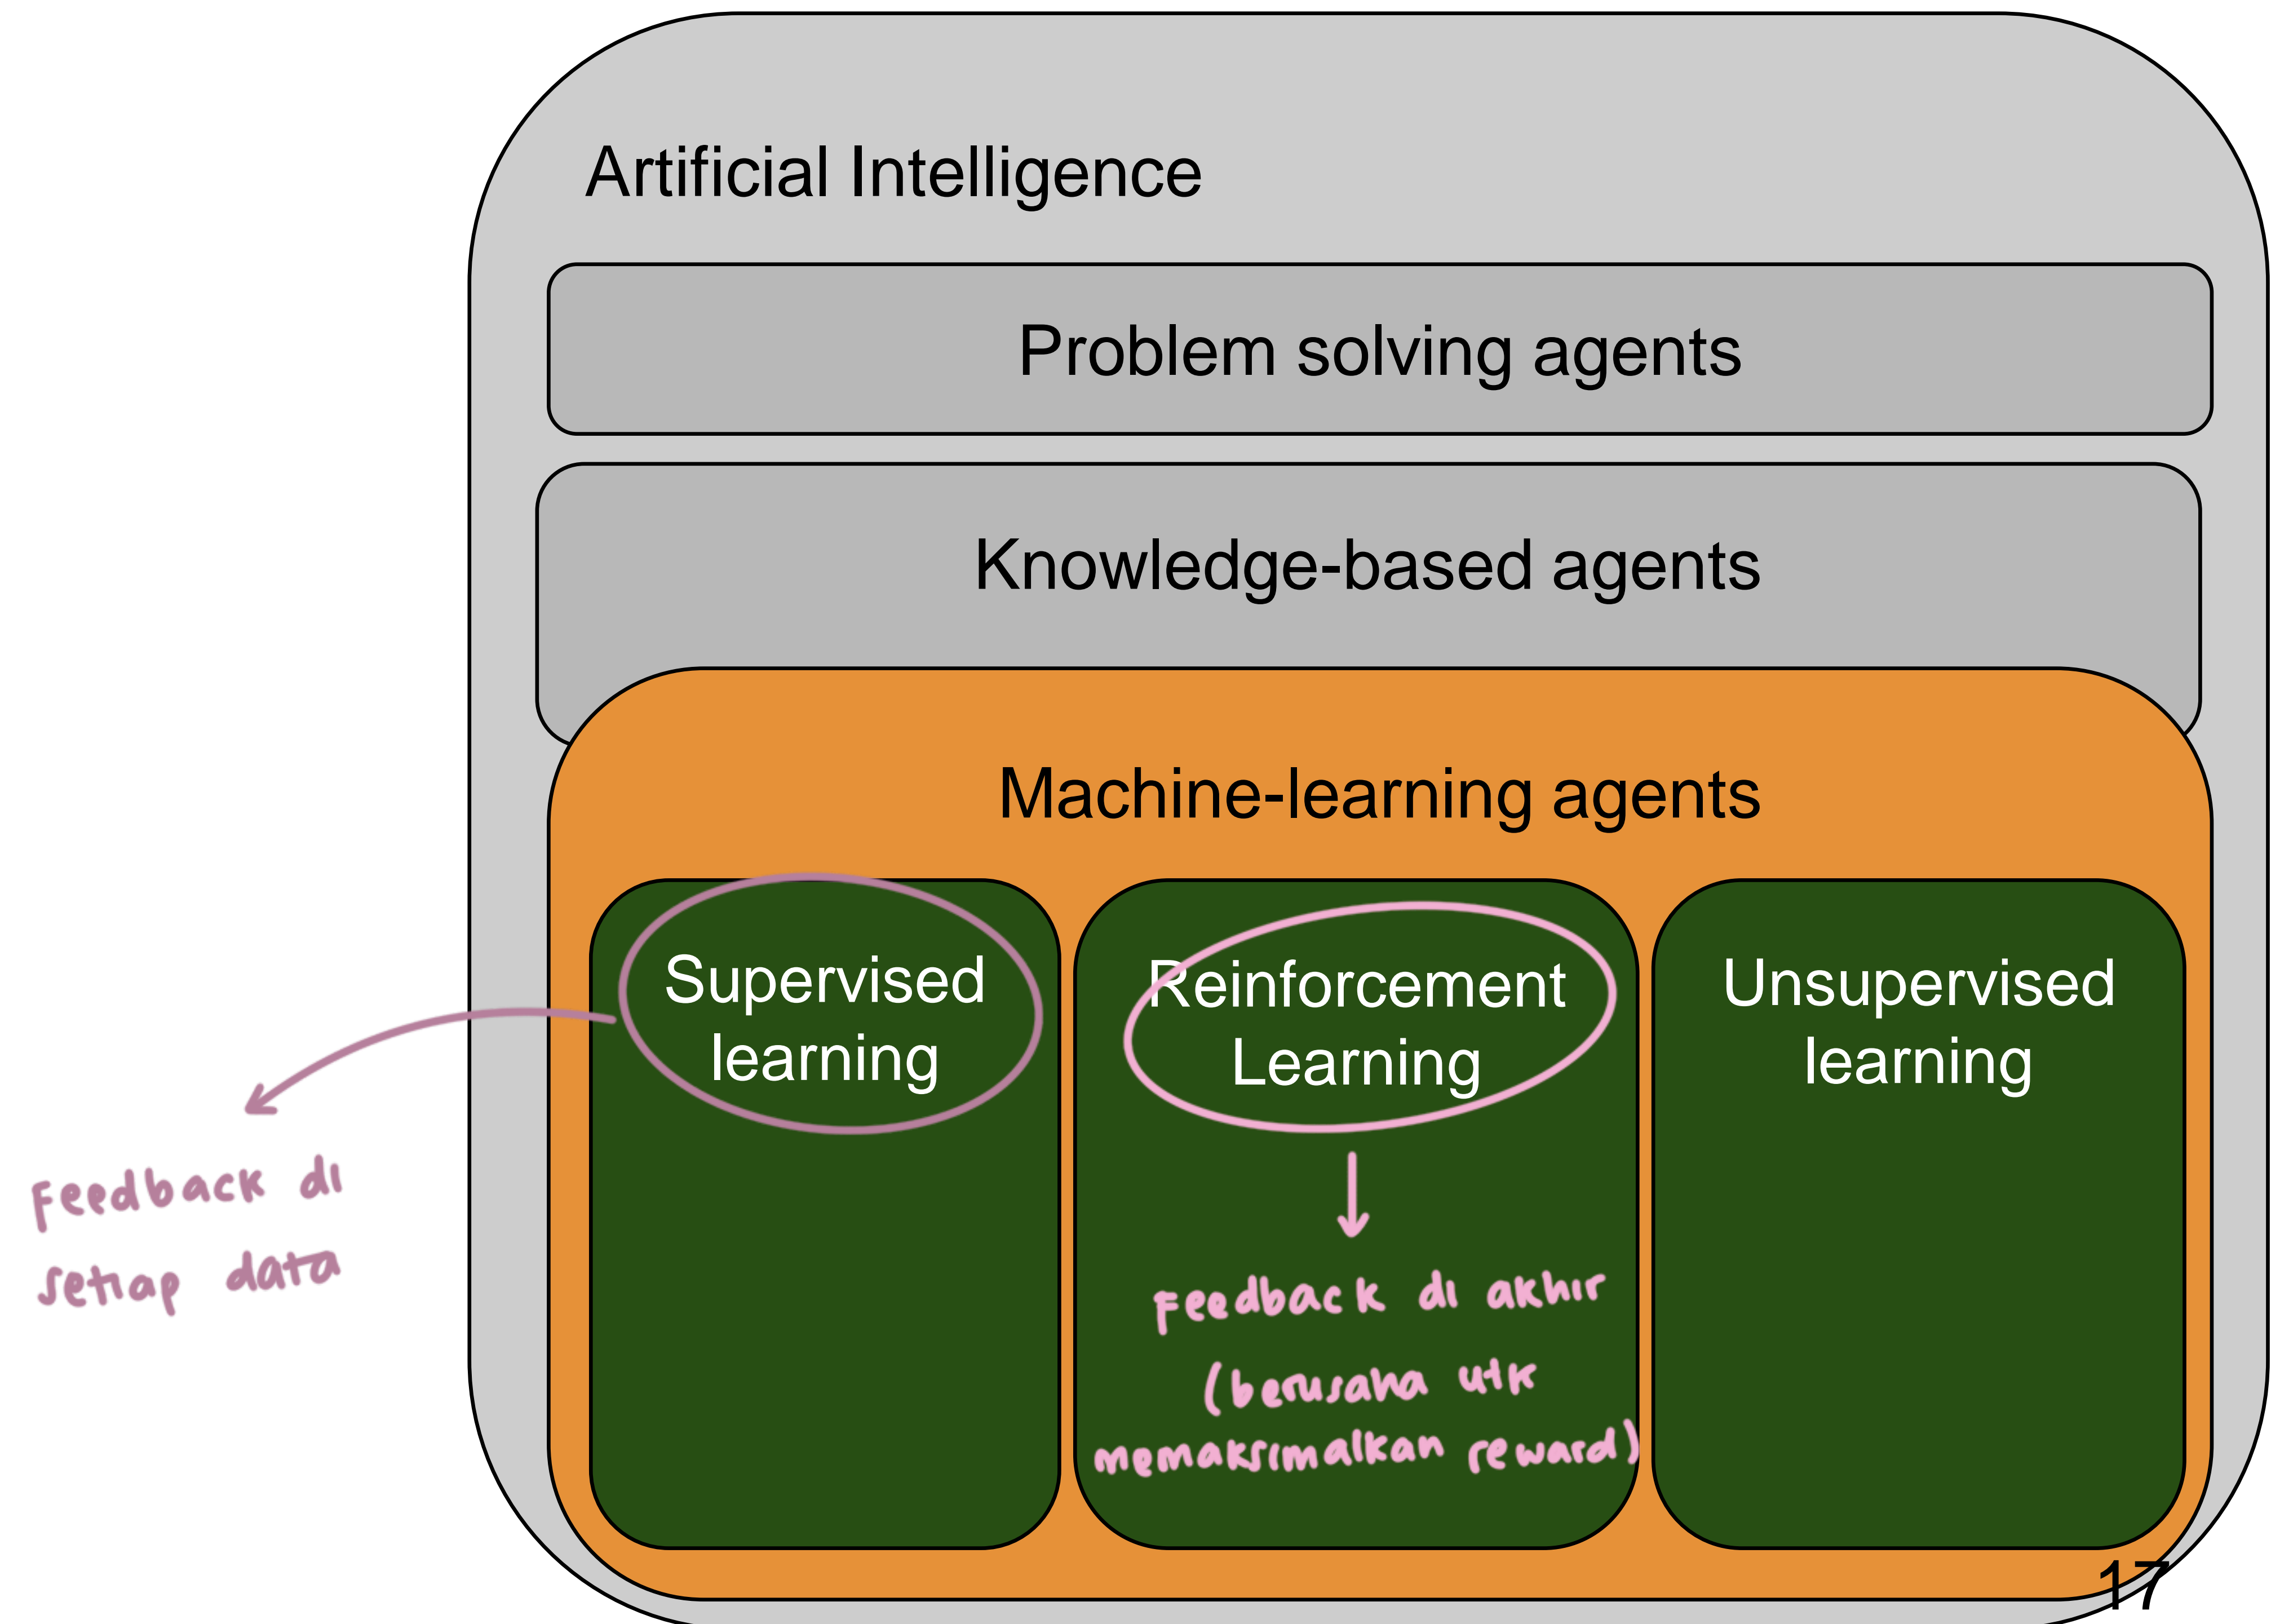 Artificial Intelligence
Problem solving agents
Knowledge-based agents
Machine-learning agents
Supervised
learning
Reinforcement
Learning
Unsupervised
learning
Feedback di
setiap data
Feedback di akhir
(berusaha utk
memaksimalkan reward)
17